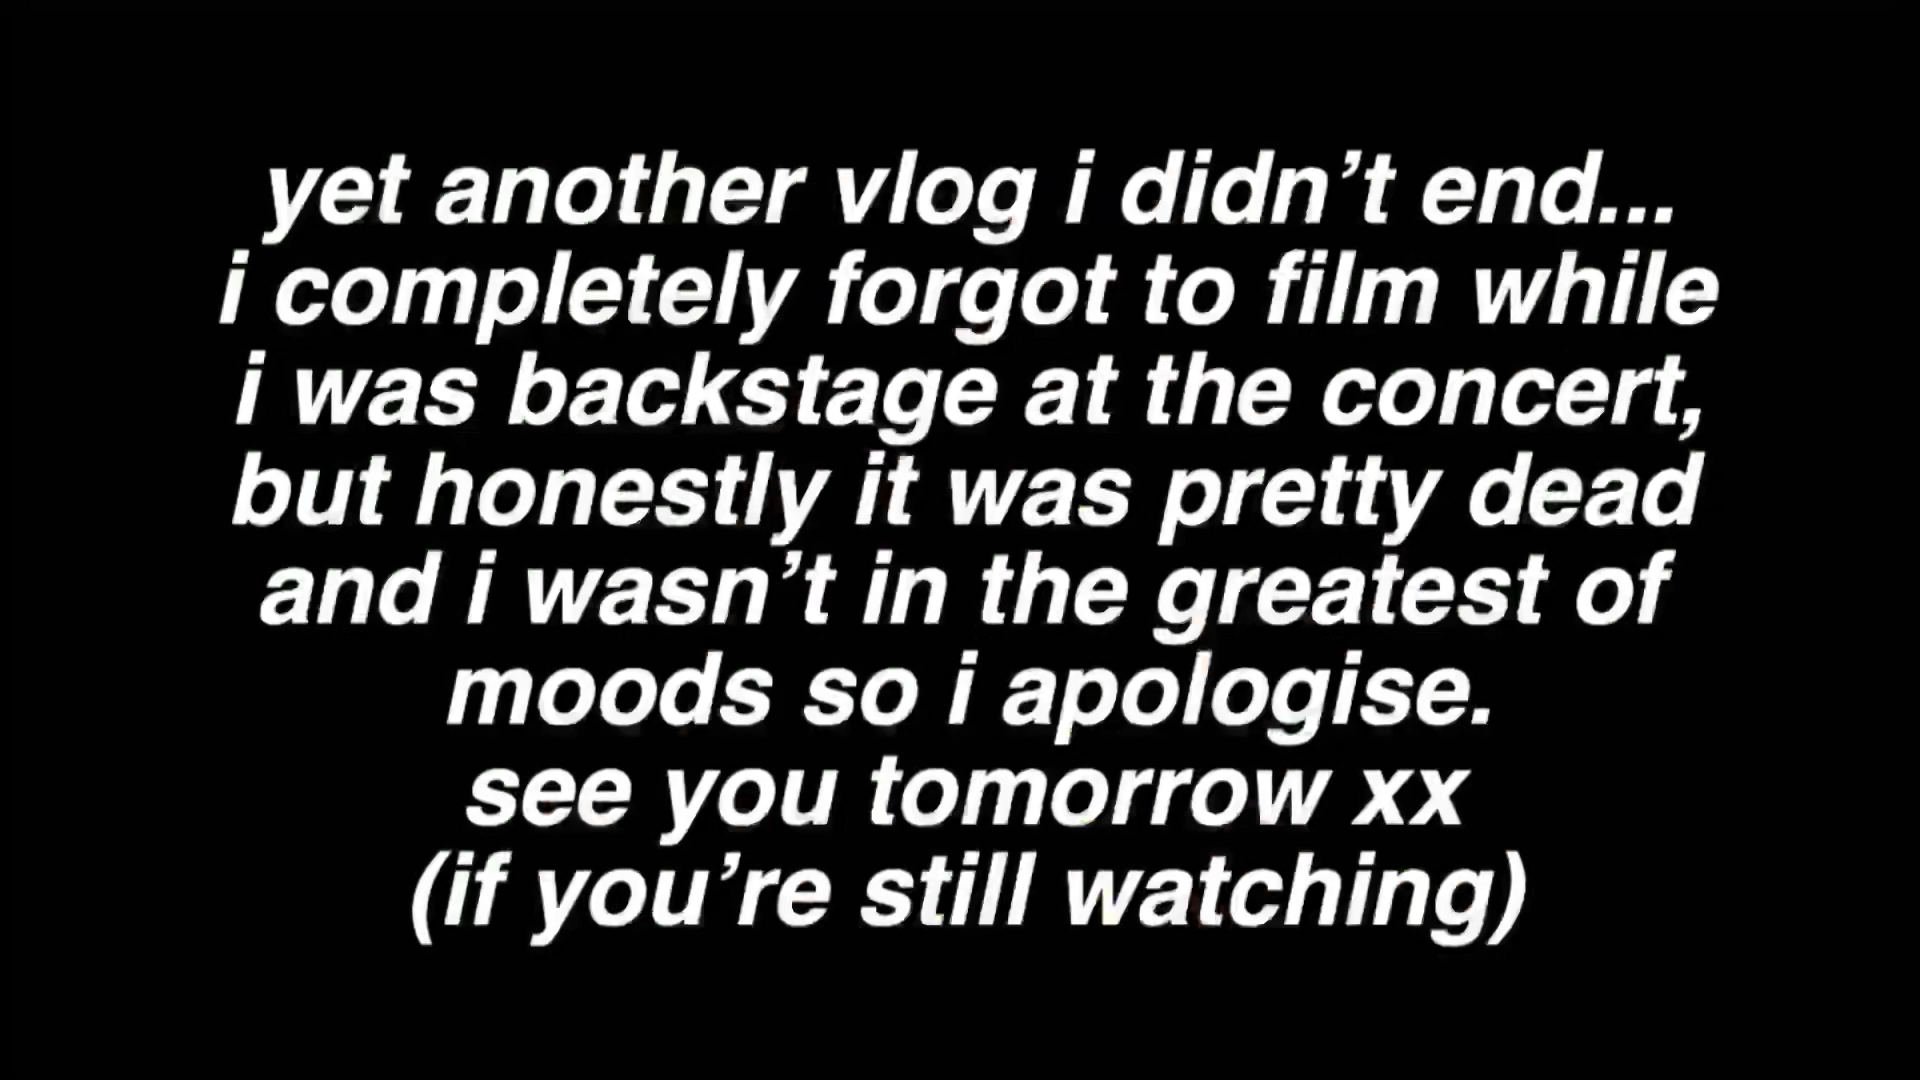 yet another vlog i didn’t end...
i completely forgot to film while
i was backstage at the concert,
but honestly it was pretty dead
and i wasn’t in the greatest of
moods so i apologise.
see you tomorrow xx
(if you’re still watching)